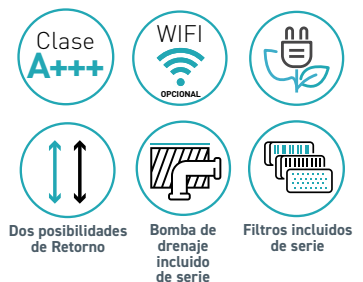 Clase
A+++
WIFI
OPCIONAL
Dos posibilidades
de Retorno
Bomba de
drenaje
incluido
de serie
Filtros incluidos
de serie